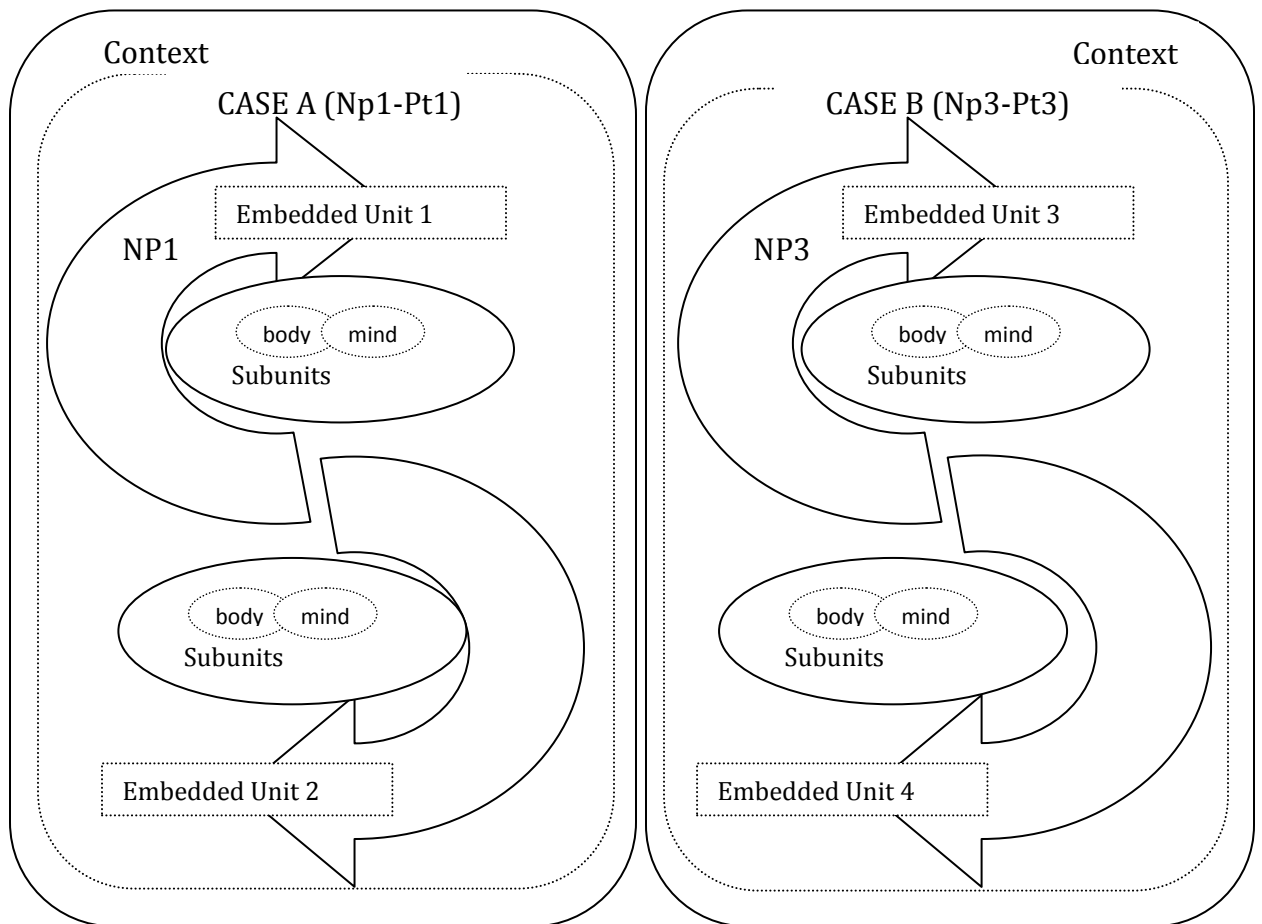 Context
CASE A (Np1-Pt1)
Embedded Unit 1
NP1
body mind
Subunits
body mind
Subunits
Embedded Unit 2
Context
CASE B (Np3-Pt3)
Embedded Unit 3
NP3
body mind
Subunits
body mind
Subunits
Embedded Unit 4